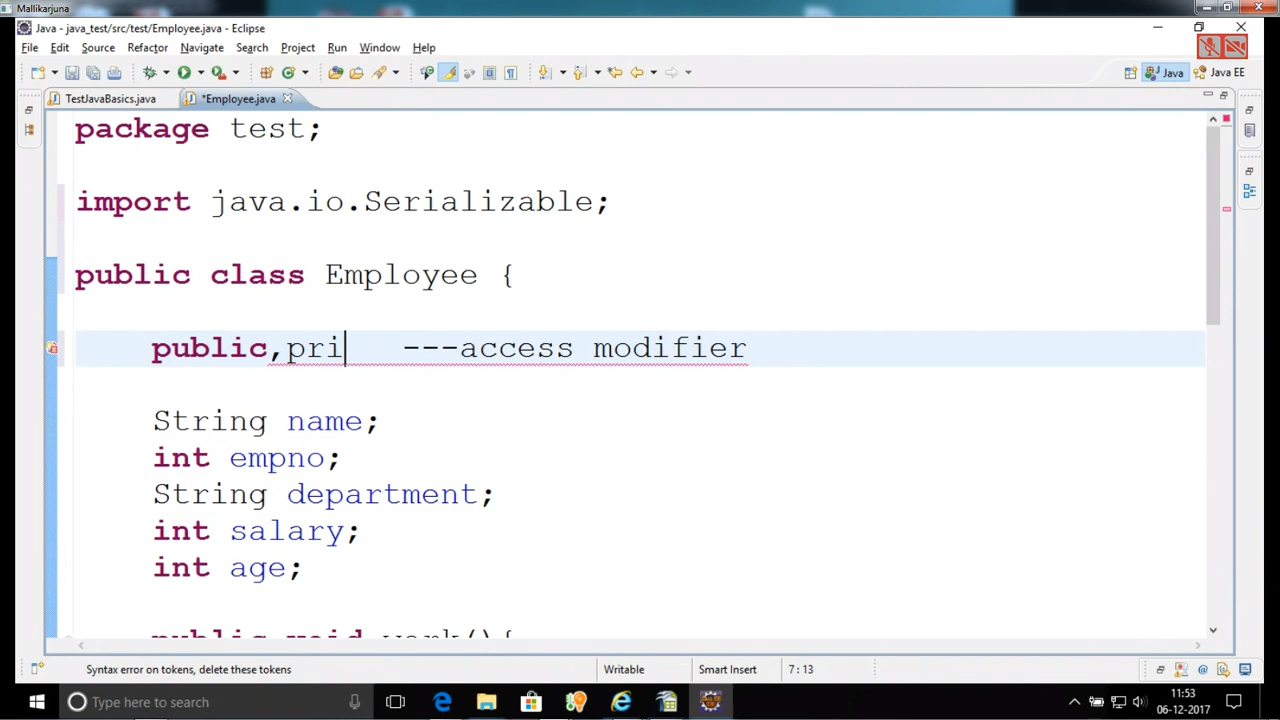 Mallikarjuna
Java - java_test/src/test/Employee.java - Eclipse
File Edit Source Refactor Navigate Search Project Run Window Help
Java Java EE
TestJavaBasics.java *Employee.java
package test;
import java.io.Serializable;
public class Employee {
public,pri ---access modifier
String name;
int empno;
String department;
int salary;
int age;
public void work(){
Syntax error on tokens, delete these tokens Writable Smart Insert 7 : 13
Type here to search
11:53
06-12-2017